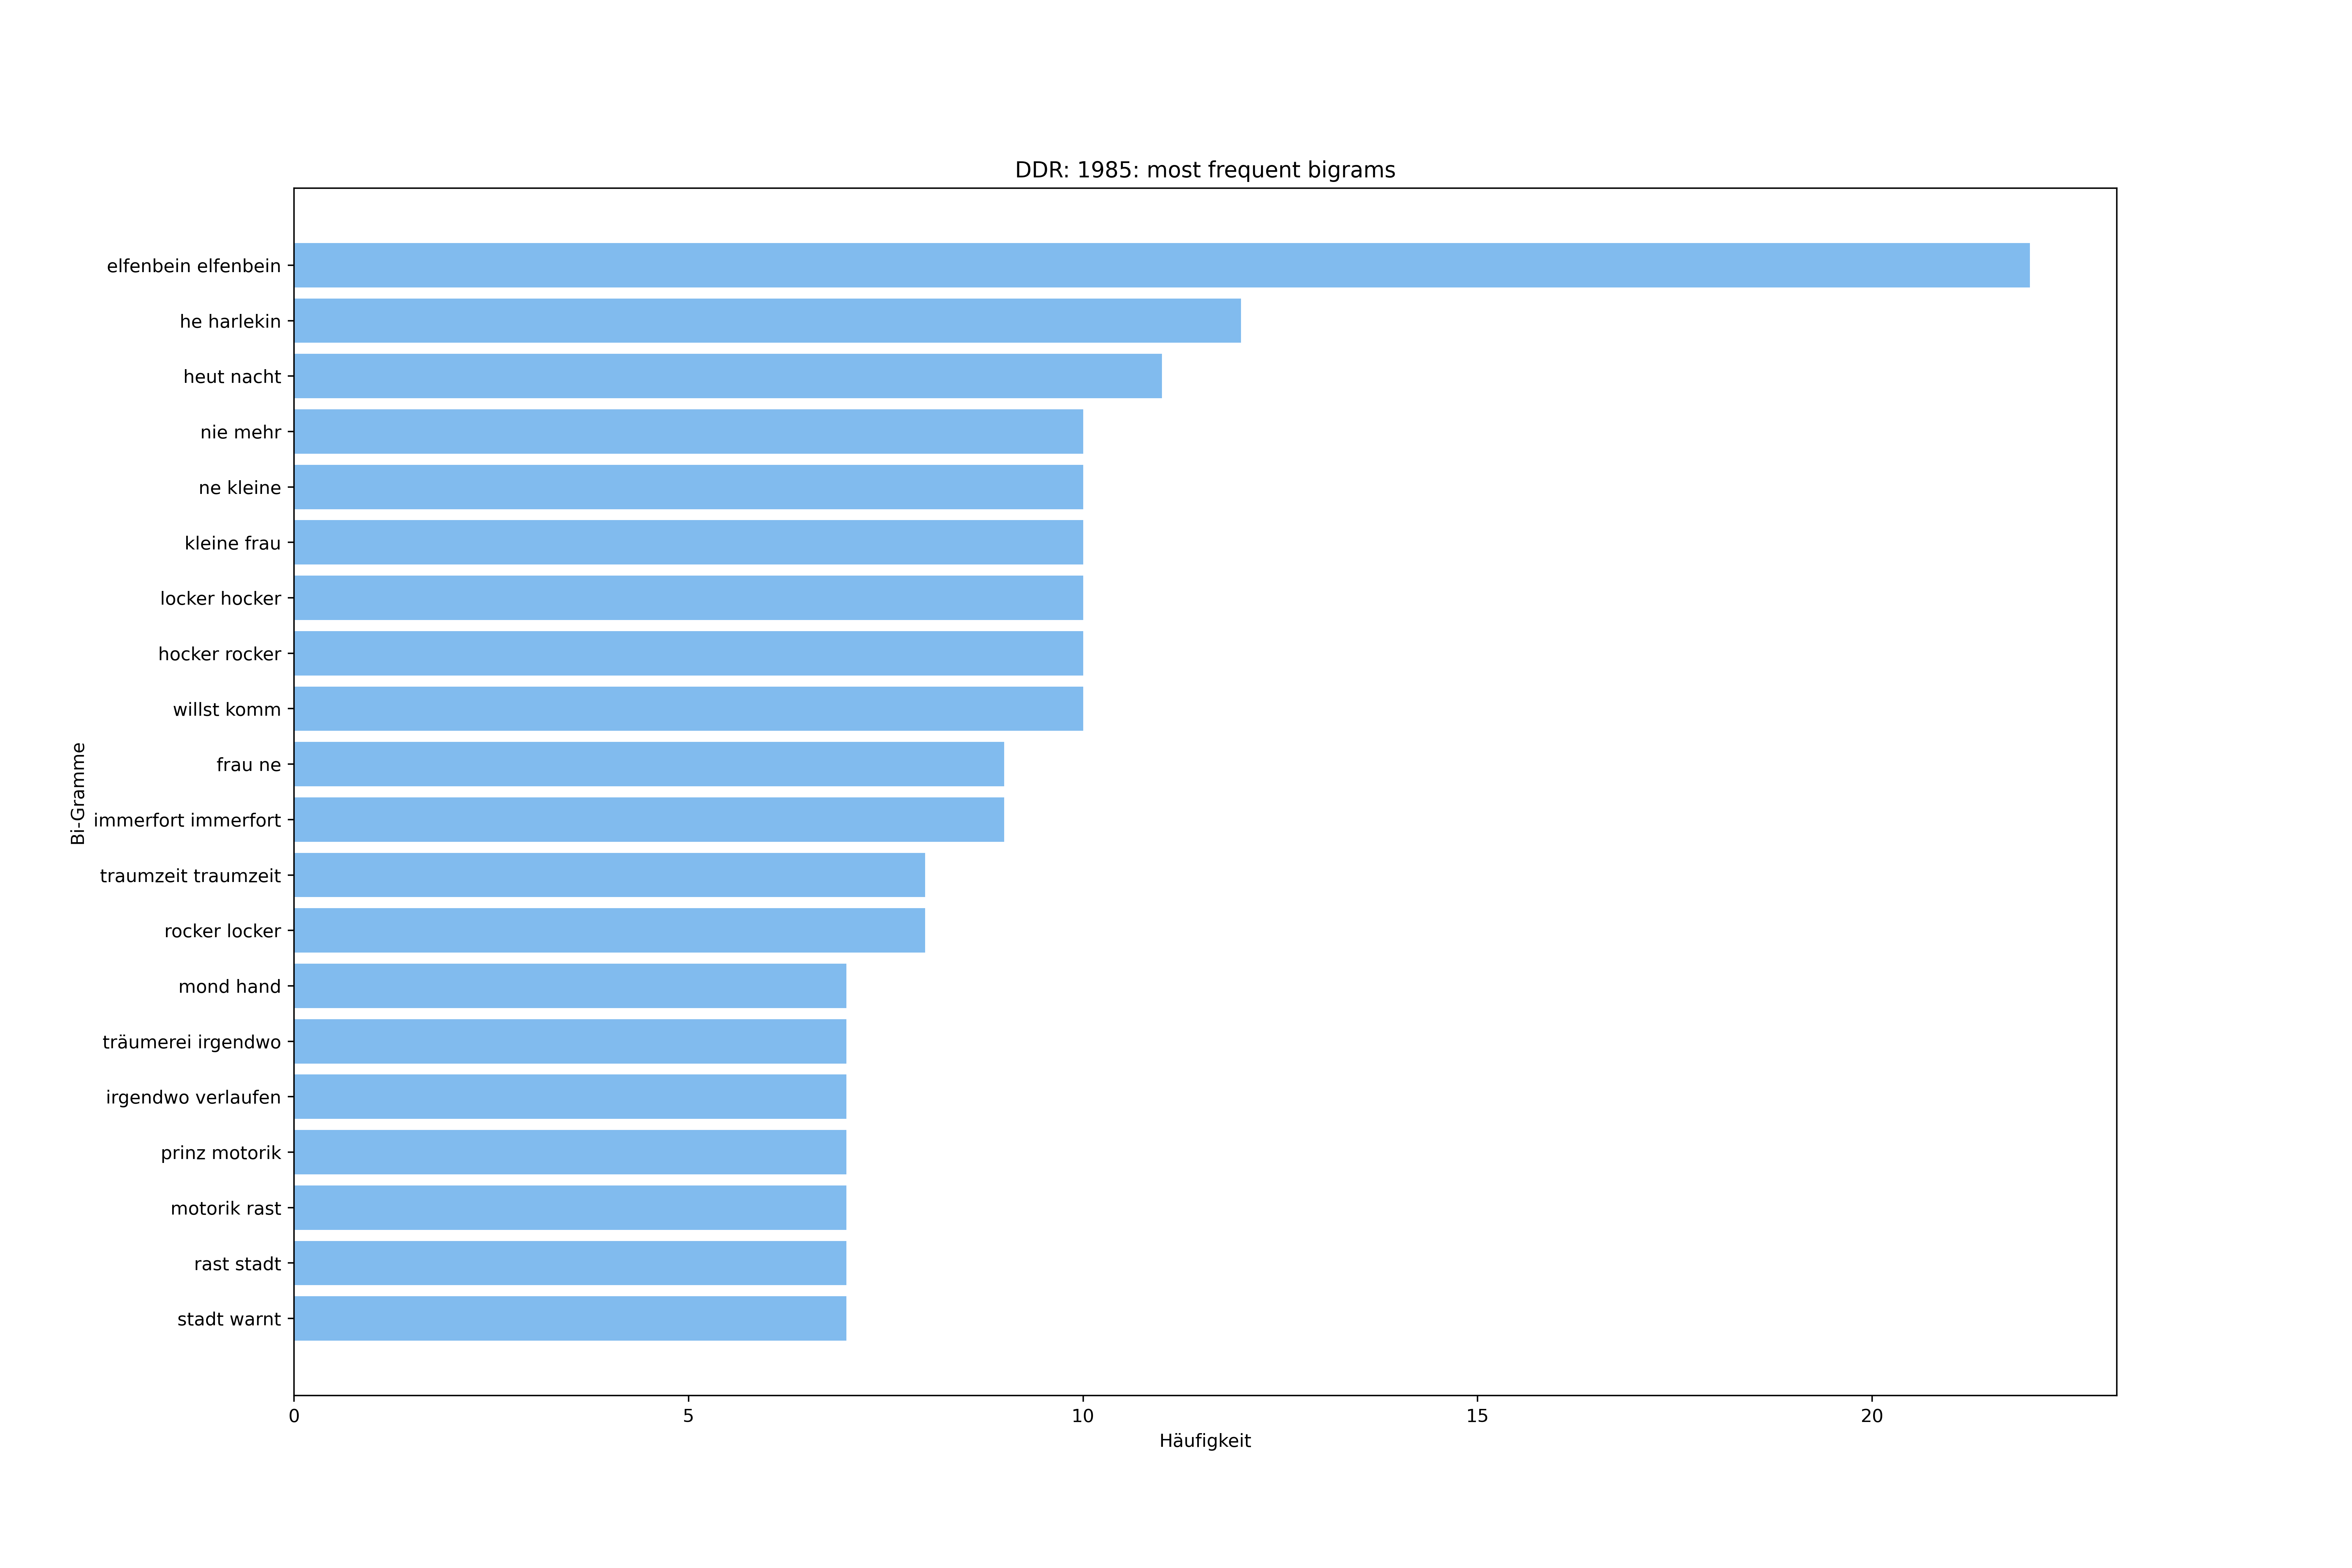 DDR: 1985: most frequent bigrams
Bi-Gramme
elfenbein elfenbein
he harlekin
heut nacht
nie mehr
ne kleine
kleine frau
locker hocker
hocker rocker
willst komm
frau ne
immerfort immerfort
traumzeit traumzeit
rocker locker
mond hand
träumerei irgendwo
irgendwo verlaufen
prinz motorik
motorik rast
rast stadt
stadt warnt
0 5 10 15 20
Häufigkeit